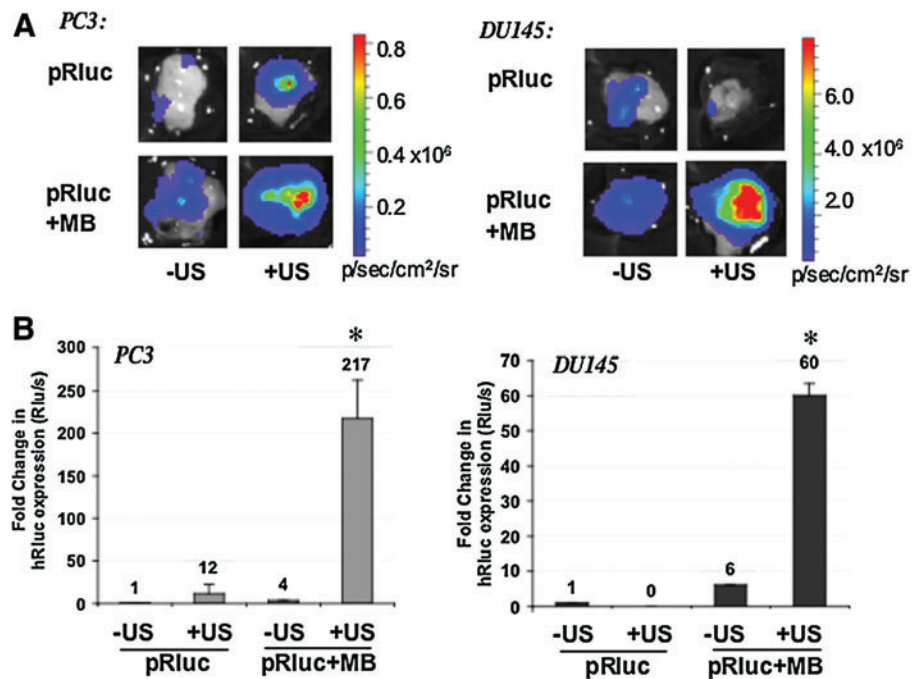 A
PC3:
pRluc
pRluc
+MB
-US +US
0.8
0.6
0.4 x10⁶
0.2
p/sec/cm²/sr
DU145:
pRluc
pRluc
+MB
-US +US
6.0
4.0 x10⁶
2.0
p/sec/cm²/sr
B
PC3
Fold Change in
hRluc expression (Rlu/s)
300
250
200
150
100
50
0
1
12
4
217
*
-US +US -US +US
pRluc pRluc+MB
DU145
Fold Change in
hRluc expression (Rlu/s)
70
60
50
40
30
20
10
0
1
0
6
60
*
-US +US -US +US
pRluc pRluc+MB